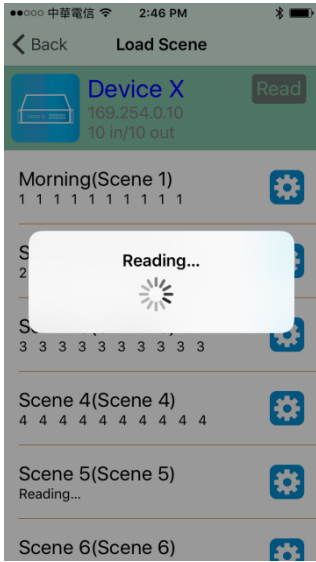 中華電信 2:46 PM
Back Load Scene
Device X
Read
169.254.0.10
10 in/10 out
Morning(Scene 1)
1 1 1 1 1 1 1 1 1 1
Reading...
S
2
3 3 3 3 3 3 3 3 3 3
Scene 4(Scene 4)
4 4 4 4 4 4 4 4 4 4
Scene 5(Scene 5)
Reading...
Scene 6(Scene 6)